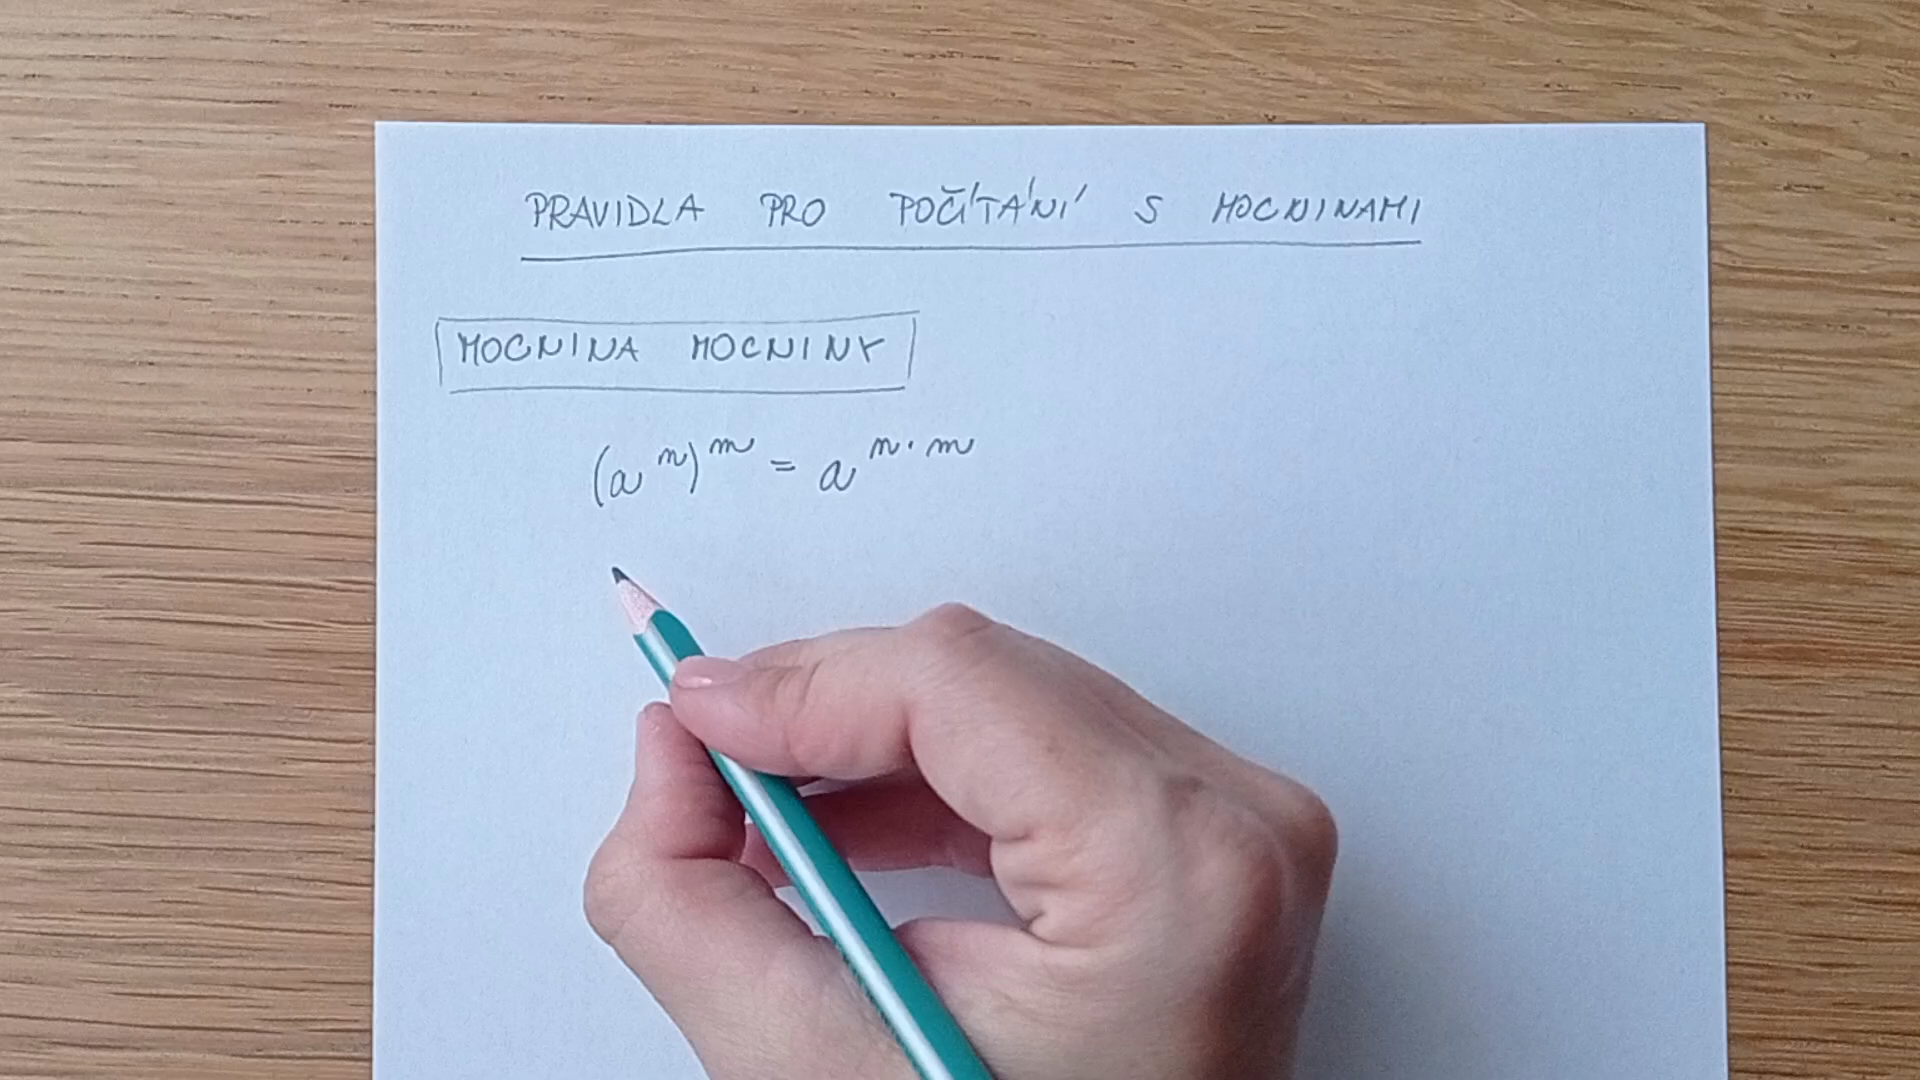 PRAVIDLA PRO POČÍTÁNÍ S MOCNINAMI
MOCNINA MOCNINY
(a^n)^m = a^{n·m}